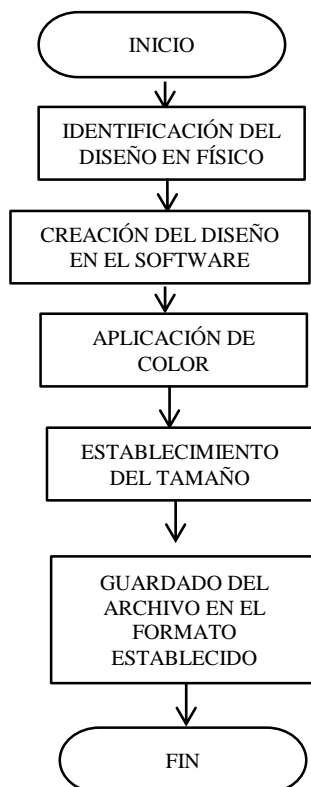 INICIO
IDENTIFICACIÓN DEL
DISEÑO EN FÍSICO
CREACIÓN DEL DISEÑO
EN EL SOFTWARE
APLICACIÓN DE
COLOR
ESTABLECIMIENTO
DEL TAMAÑO
GUARDADO DEL
ARCHIVO EN EL
FORMATO
ESTABLECIDO
FIN